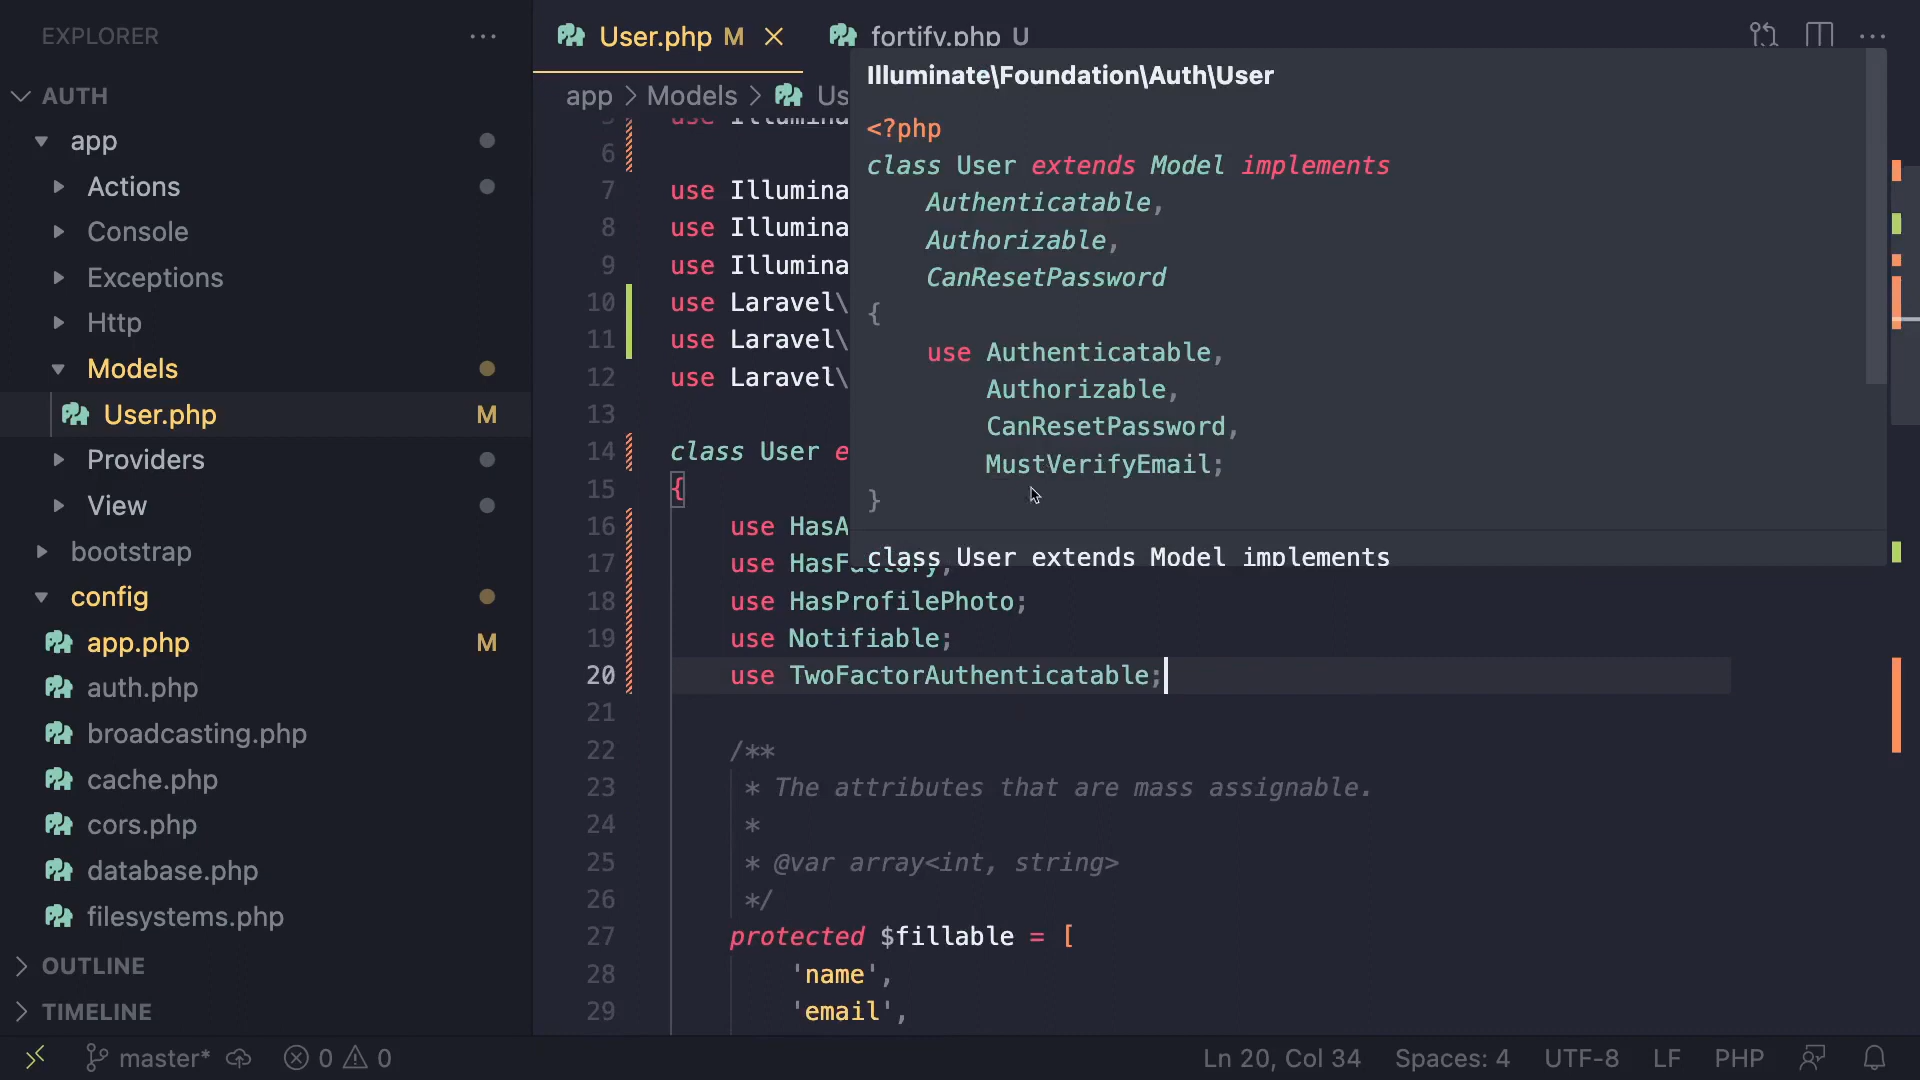 EXPLORER
AUTH
app
Actions
Console
Exceptions
Http
Models
User.php M
Providers
View
bootstrap
config
app.php M
auth.php
broadcasting.php
cache.php
cors.php
database.php
filesystems.php
OUTLINE
TIMELINE
User.php M
fortify.php U
app > Models > Us
5 use Illumina
6
7 use Illumina
8 use Illumina
9 use Illumina
10 use Laravel\
11 use Laravel\
12 use Laravel\
13
14 class User e
15 {
16 use HasA
17 use HasFactory,
18 use HasProfilePhoto;
19 use Notifiable;
20 use TwoFactorAuthenticatable;
21
22 /**
23 * The attributes that are mass assignable.
24 *
25 * @var array<int, string>
26 */
27 protected $fillable = [
28 'name',
29 'email',
Illuminate\Foundation\Auth\User
<?php
class User extends Model implements
Authenticatable,
Authorizable,
CanResetPassword
{
use Authenticatable,
Authorizable,
CanResetPassword,
MustVerifyEmail;
}
class User extends Model implements
master* 0 0
Ln 20, Col 34 Spaces: 4 UTF-8 LF PHP